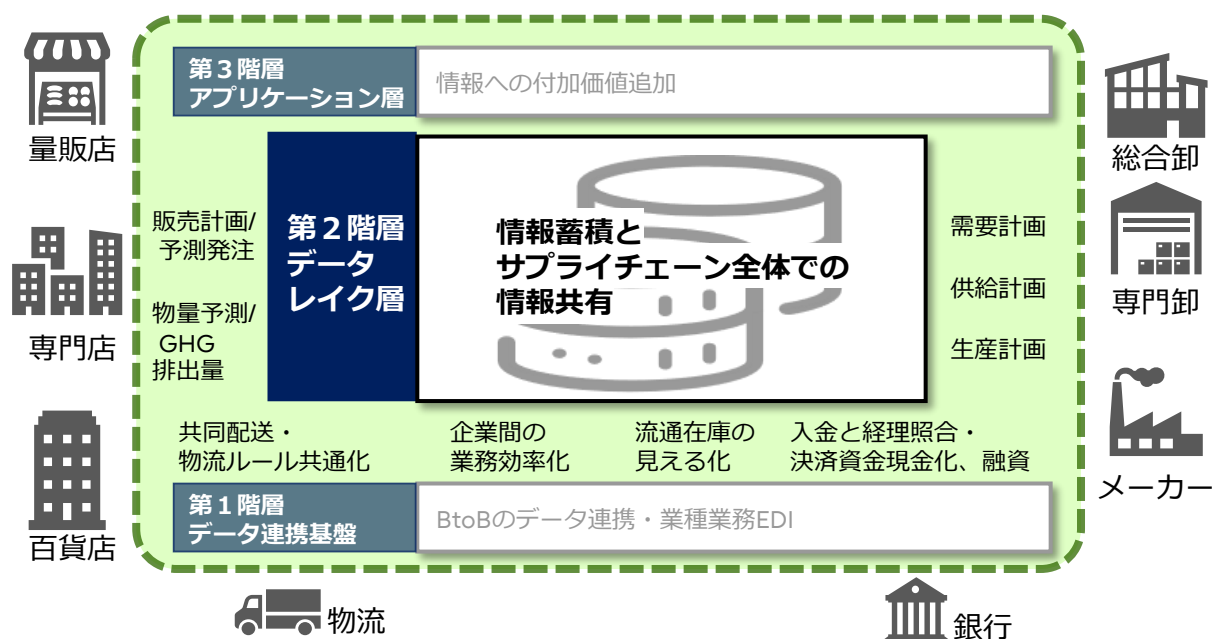 第３階層
アプリケーション層
情報への付加価値追加
量販店
総合卸
販売計画/
予測発注
第２階層
データ
レイク層
情報蓄積と
サプライチェーン全体での
情報共有
需要計画
供給計画
生産計画
専門卸
物量予測/
GHG
排出量
専門店
共同配送・
物流ルール共通化
企業間の
業務効率化
流通在庫の
見える化
入金と経理照合・
決済資金現金化、融資
メーカー
第１階層
データ連携基盤
BtoBのデータ連携・業種業務EDI
百貨店
物流
銀行